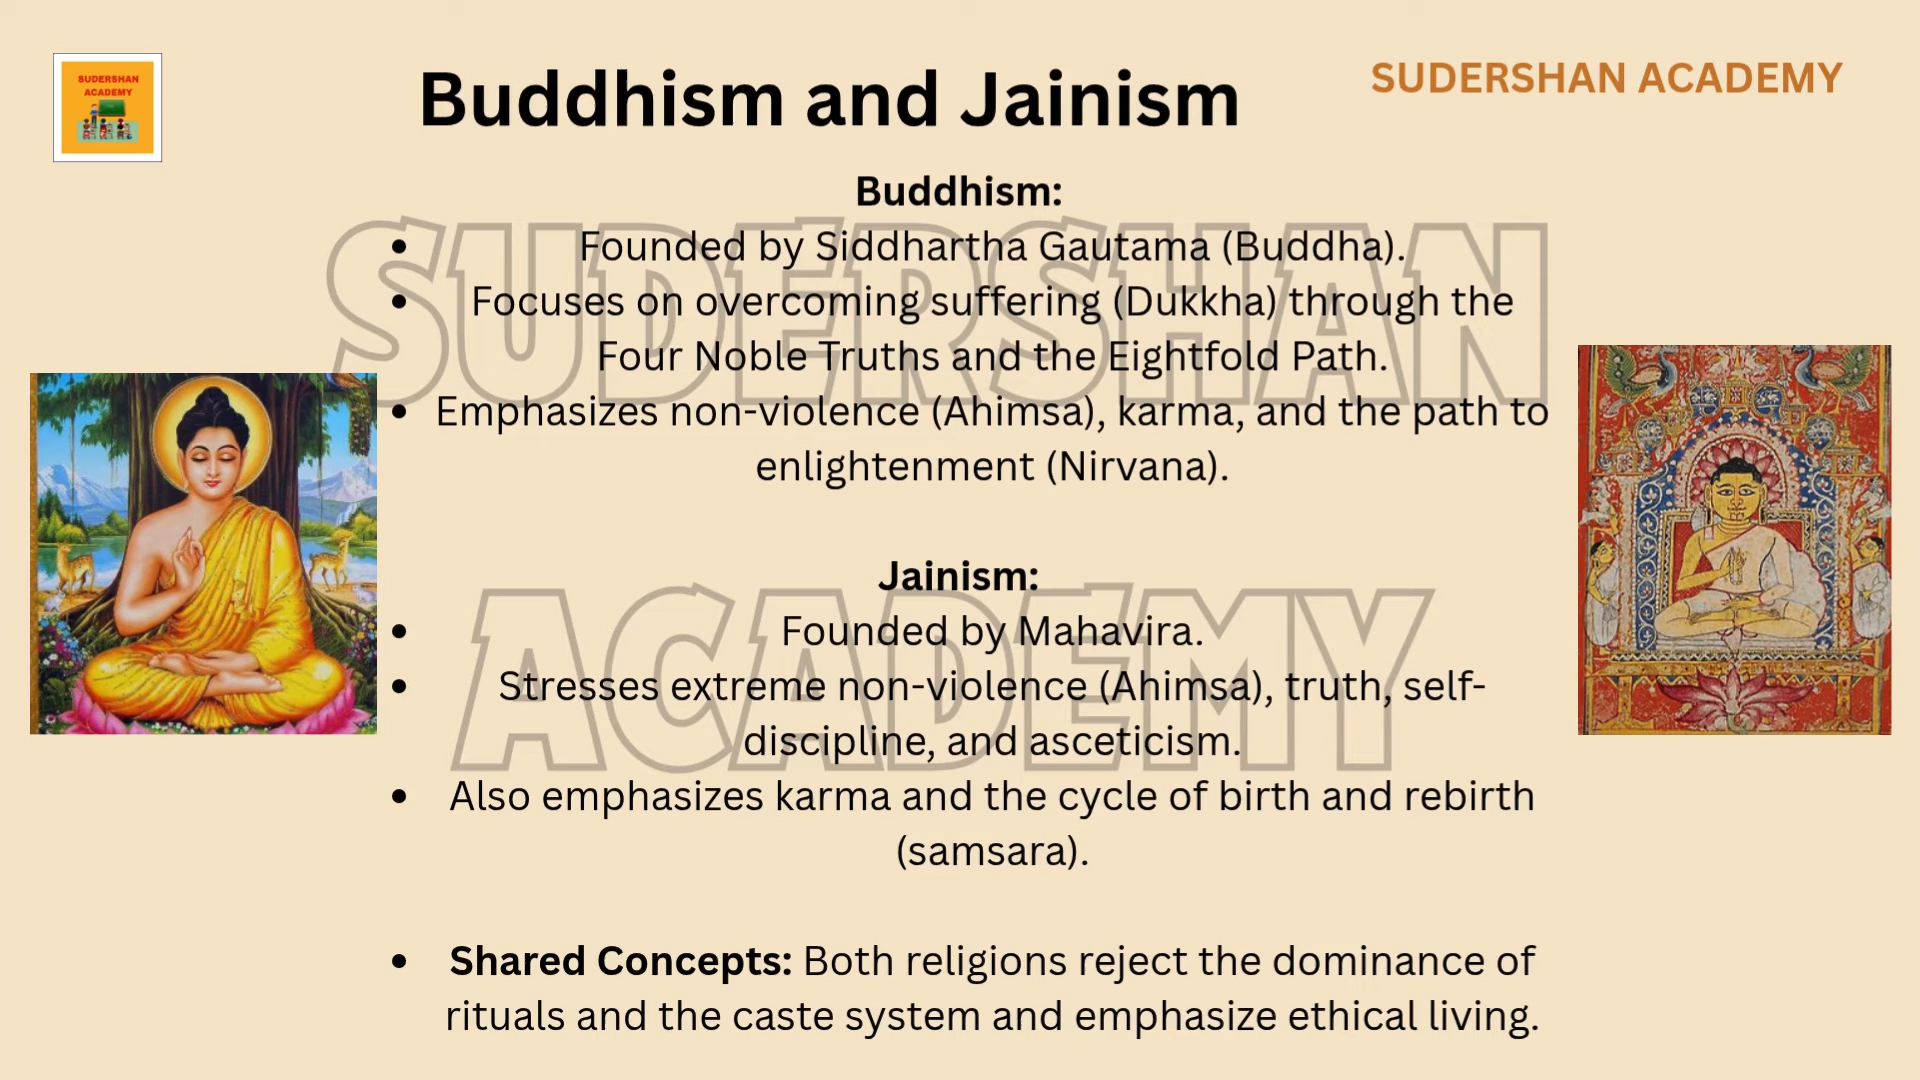 SUDERSHAN
ACADEMY
Buddhism and Jainism
SUDERSHAN ACADEMY
Buddhism:
• Founded by Siddhartha Gautama (Buddha).
• Focuses on overcoming suffering (Dukkha) through the
Four Noble Truths and the Eightfold Path.
• Emphasizes non-violence (Ahimsa), karma, and the path to
enlightenment (Nirvana).
Jainism:
• Founded by Mahavira.
• Stresses extreme non-violence (Ahimsa), truth, self-
discipline, and asceticism.
• Also emphasizes karma and the cycle of birth and rebirth
(samsara).
• Shared Concepts: Both religions reject the dominance of
rituals and the caste system and emphasize ethical living.
SUDERSHAN
ACADEMY